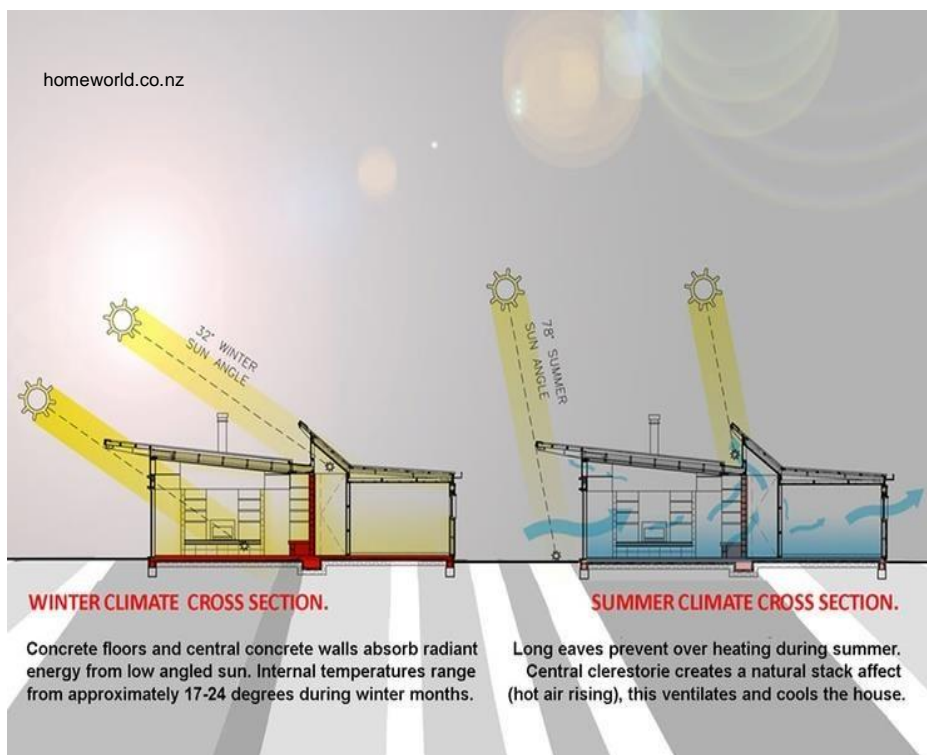 homeworld.co.nz
32° WINTER
SUN ANGLE
78° SUMMER
SUN ANGLE
WINTER CLIMATE CROSS SECTION.
Concrete floors and central concrete walls absorb radiant
energy from low angled sun. Internal temperatures range
from approximately 17-24 degrees during winter months.
SUMMER CLIMATE CROSS SECTION.
Long eaves prevent over heating during summer.
Central clerestorie creates a natural stack affect
(hot air rising), this ventilates and cools the house.